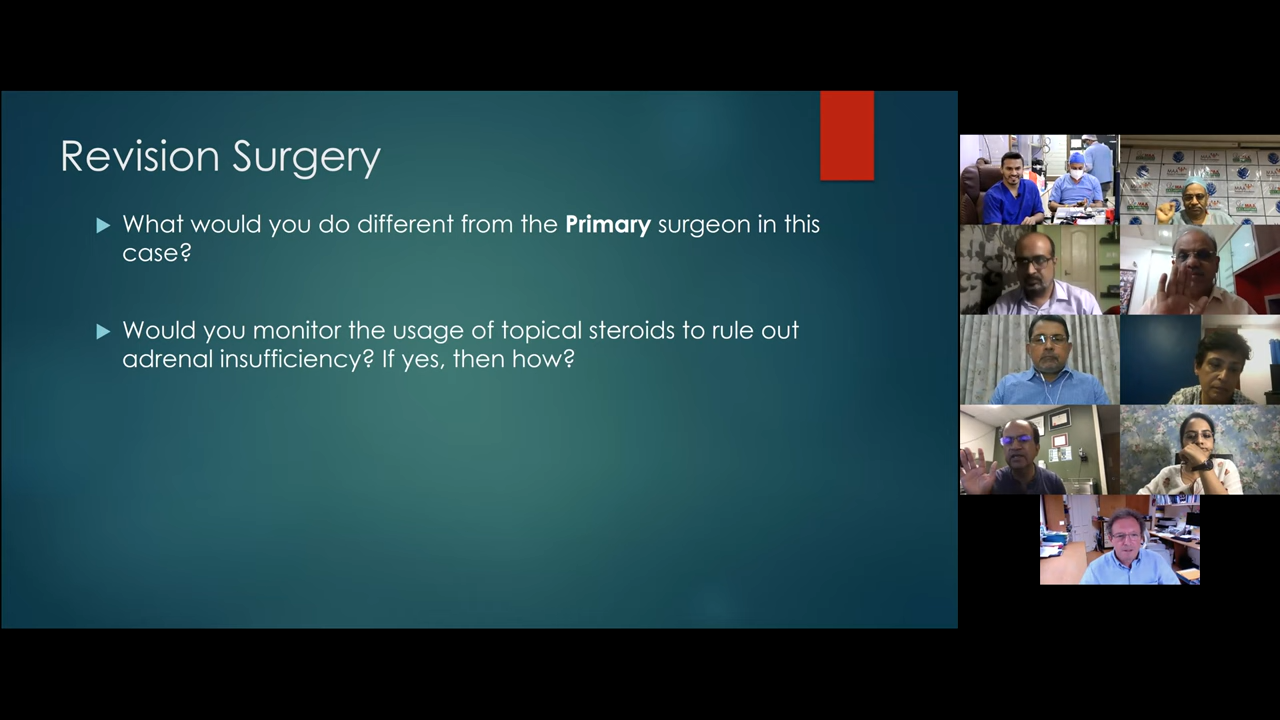 Revision Surgery
What would you do different from the Primary surgeon in this
case?
Would you monitor the usage of topical steroids to rule out
adrenal insufficiency? If yes, then how?